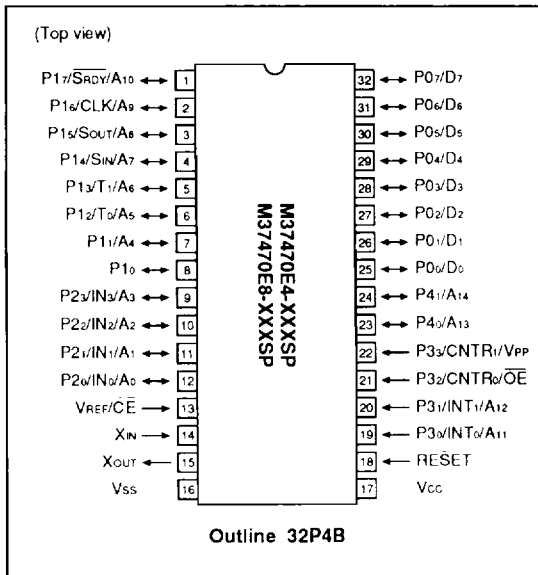 (Top view)
P17/SRDY/A10 1
P16/CLK/A9 2
P15/SOUT/A8 3
P14/SIN/A7 4
P13/T1/A6 5
P12/T0/A5 6
P11/A4 7
P10 8
P23/IN3/A3 9
P22/IN2/A2 10
P21/IN1/A1 11
P20/IN0/A0 12
VREF/CE 13
XIN 14
XOUT 15
VSS 16
M37470E4-XXXSP
M37470E8-XXXSP
32 P07/D7
31 P06/D6
30 P05/D5
29 P04/D4
28 P03/D3
27 P02/D2
26 P01/D1
25 P00/D0
24 P41/A14
23 P40/A13
22 P33/CNTR1/VPP
21 P32/CNTR0/OE
20 P31/INT1/A12
19 P30/INT0/A11
18 RESET
17 VCC
Outline 32P4B